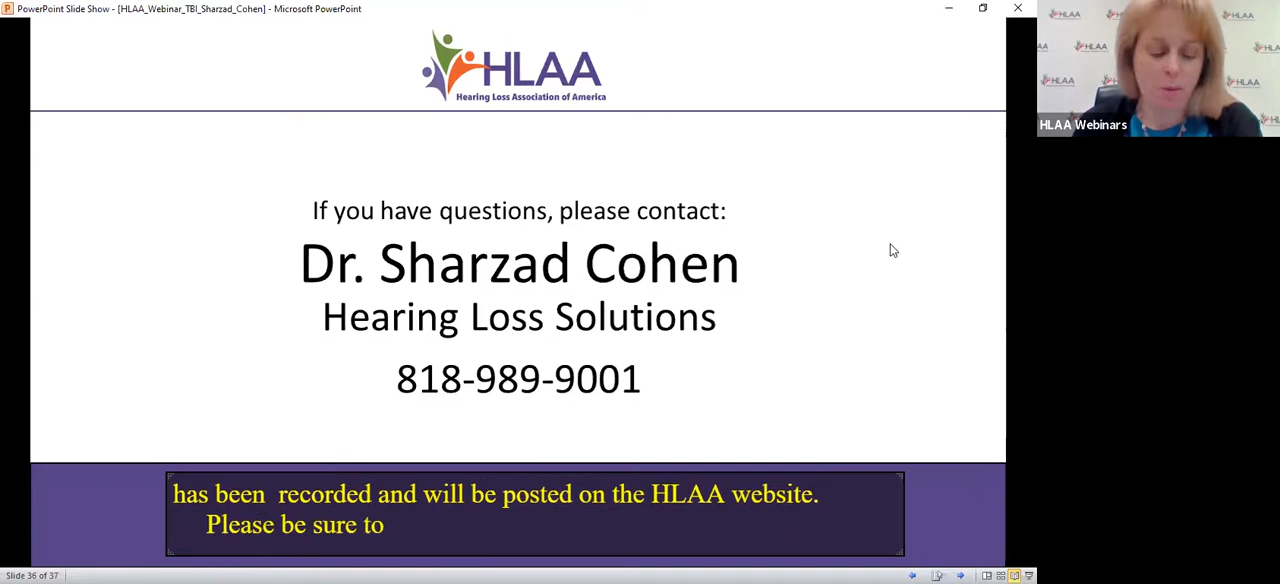 PowerPoint Slide Show - [HLAA_Webinar_TBI_Sharzad_Cohen] - Microsoft PowerPoint
HLAA
Hearing Loss Association of America
HLAA Webinars
If you have questions, please contact:
Dr. Sharzad Cohen
Hearing Loss Solutions
818-989-9001
has been  recorded and will be posted on the HLAA website.
Please be sure to
Slide 36 of 37